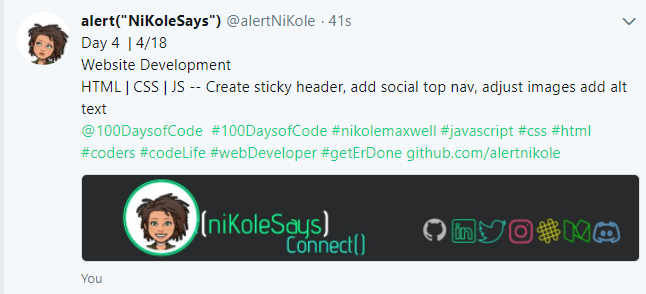 alert("NiKoleSays") @alertNiKole · 41s
Day 4 | 4/18
Website Development
HTML | CSS | JS -- Create sticky header, add social top nav, adjust images add alt
text
@100DaysofCode #100DaysofCode #nikolemaxwell #javascript #css #html
#coders #codeLife #webDeveloper #getErDone github.com/alertnikole
(niKoleSays)
Connect()
in
You